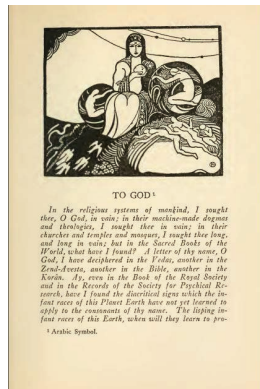 TO GOD¹
In the religious systems of mankind, I sought
thee, O God, in vain; in their machine-made dogmas
and theologies, I sought thee in vain; in their
churches and temples and mosques, I sought thee long,
and long in vain; but in the Sacred Books of the
World, what have I found? A letter of thy name, O
God, I have deciphered in the Vedas, another in the
Zend-Avesta, another in the Bible, another in the
Korân. Ay, even in the Book of the Royal Society
and in the Records of the Society for Psychical Re-
search, have I found the diacritical signs which the in-
fant races of this Planet Earth have not yet learned to
apply to the consonants of thy name. The lisping in-
fant races of this Earth, when will they learn to pro-
¹ Arabic Symbol.